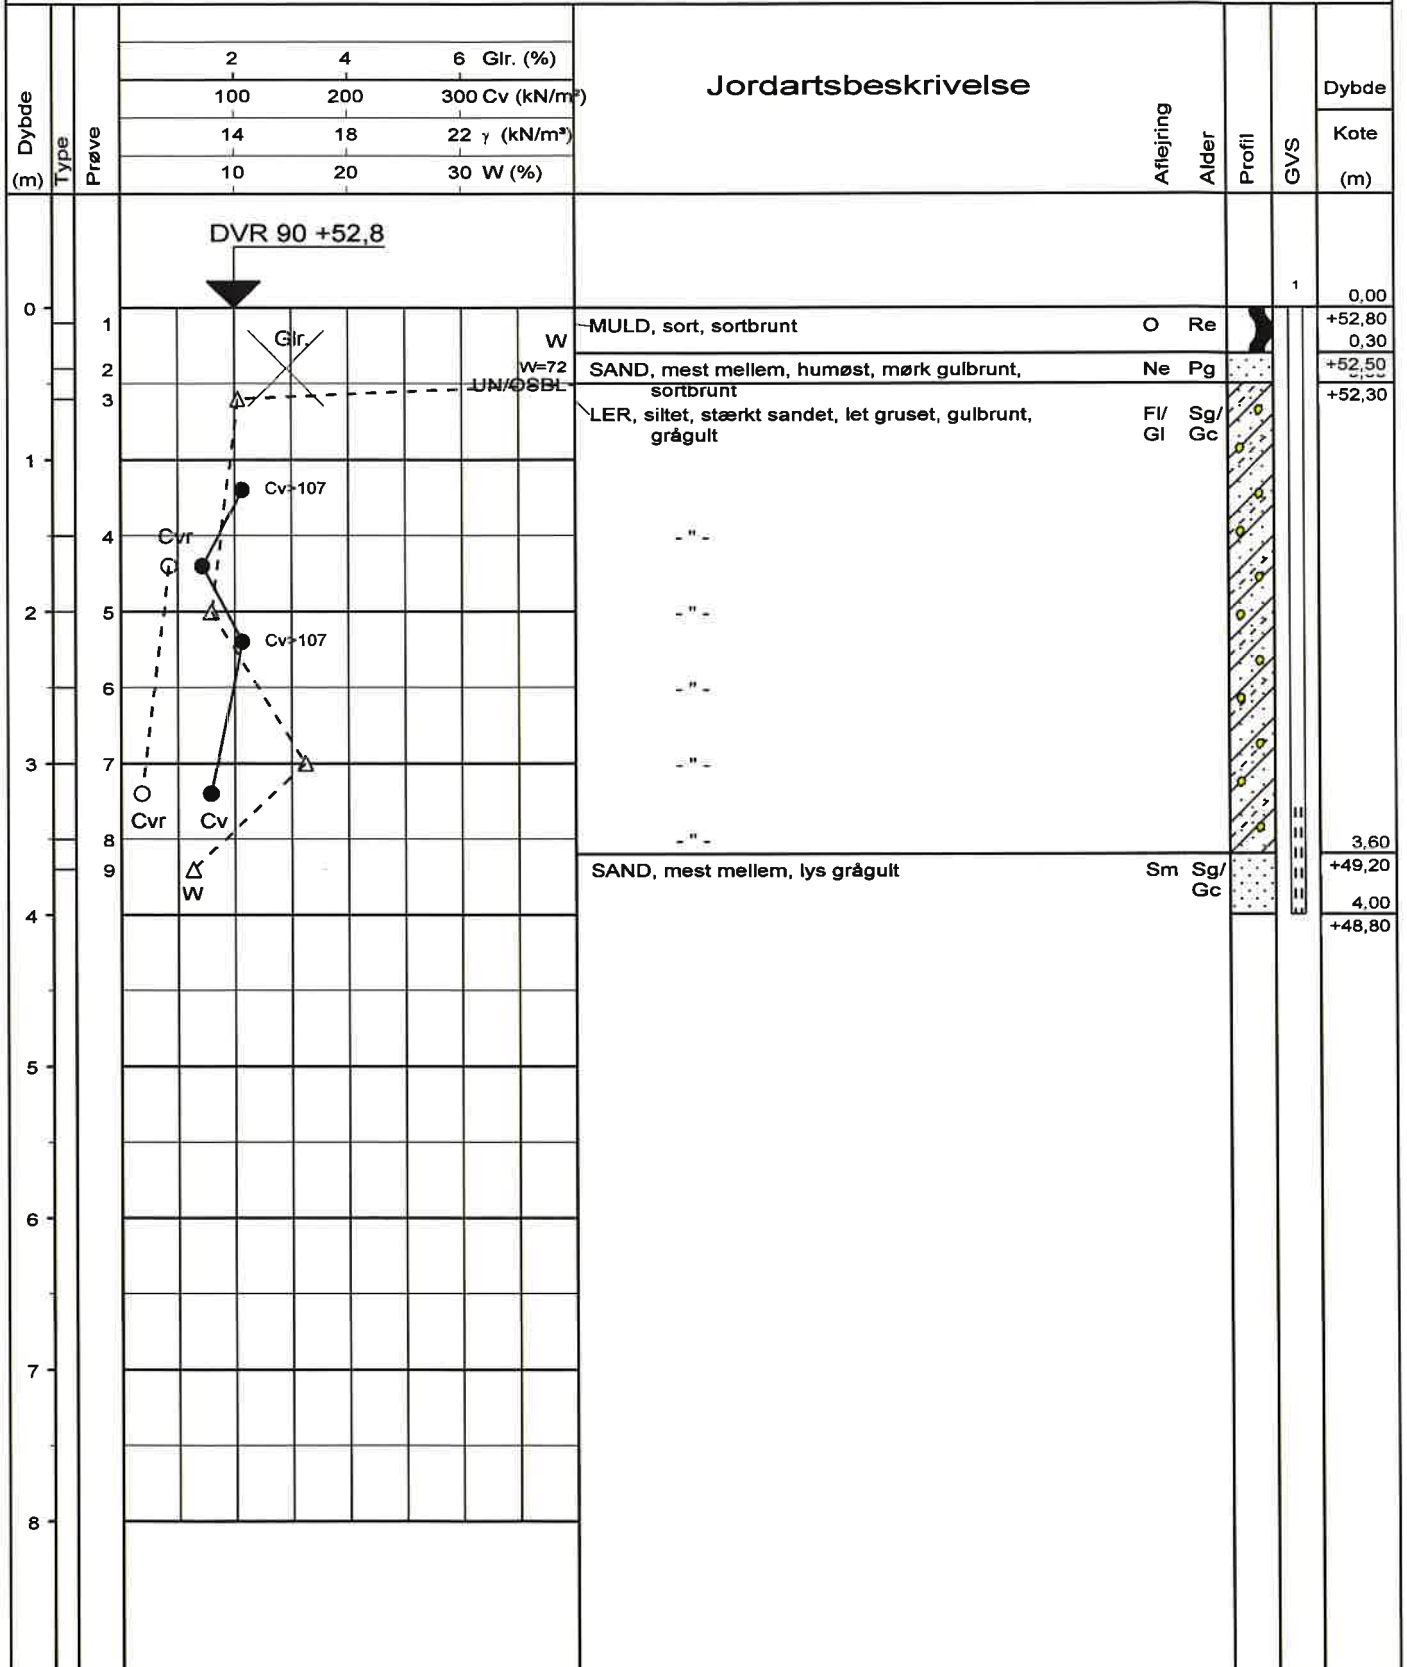 Dybde
(m)
Type
Prøve
2 4 6 Glr. (%)
100 200 300 Cv (kN/m²)
14 18 22 γ (kN/m³)
10 20 30 W (%)
Jordartsbeskrivelse
Aflejring
Alder
Profil
GVS
Dybde
Kote
(m)
DVR 90 +52,8
1
0,00
0
1
Glr.
W
MULD, sort, sortbrunt O Re
+52,80
0,30
2
W=72
SAND, mest mellem, humøst, mørk gulbrunt, Ne Pg
+52,50
UN/OSBL
sortbrunt
3
+52,30
LER, siltet, stærkt sandet, let gruset, gulbrunt, Fl/ Sg/
grågult Gl Gc
1
Cv>107
Cvr
4
- " -
2
5
- " -
Cv>107
6
- " -
3
7
- " -
Cvr Cv
8
- " -
3,60
9
SAND, mest mellem, lys grågult Sm Sg/
+49,20
W
Gc
4,00
4
+48,80
5
6
7
8